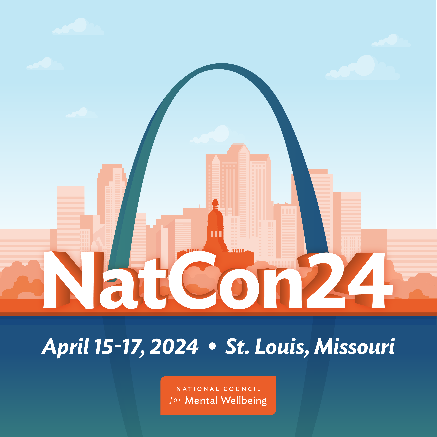 NatCon24
April 15-17, 2024 • St. Louis, Missouri
NATIONAL COUNCIL
for Mental Wellbeing